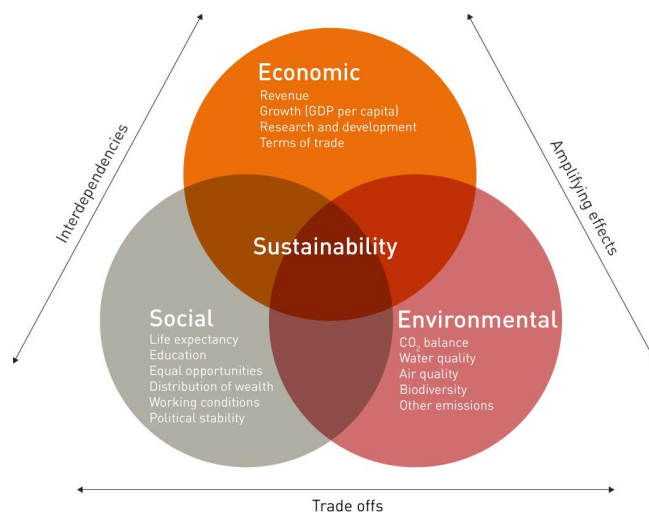 Economic
Revenue
Growth (GDP per capita)
Research and development
Terms of trade
Interdependencies
Amplifying effects
Sustainability
Social
Life expectancy
Education
Equal opportunities
Distribution of wealth
Working conditions
Political stability
Environmental
CO₂ balance
Water quality
Air quality
Biodiversity
Other emissions
Trade offs